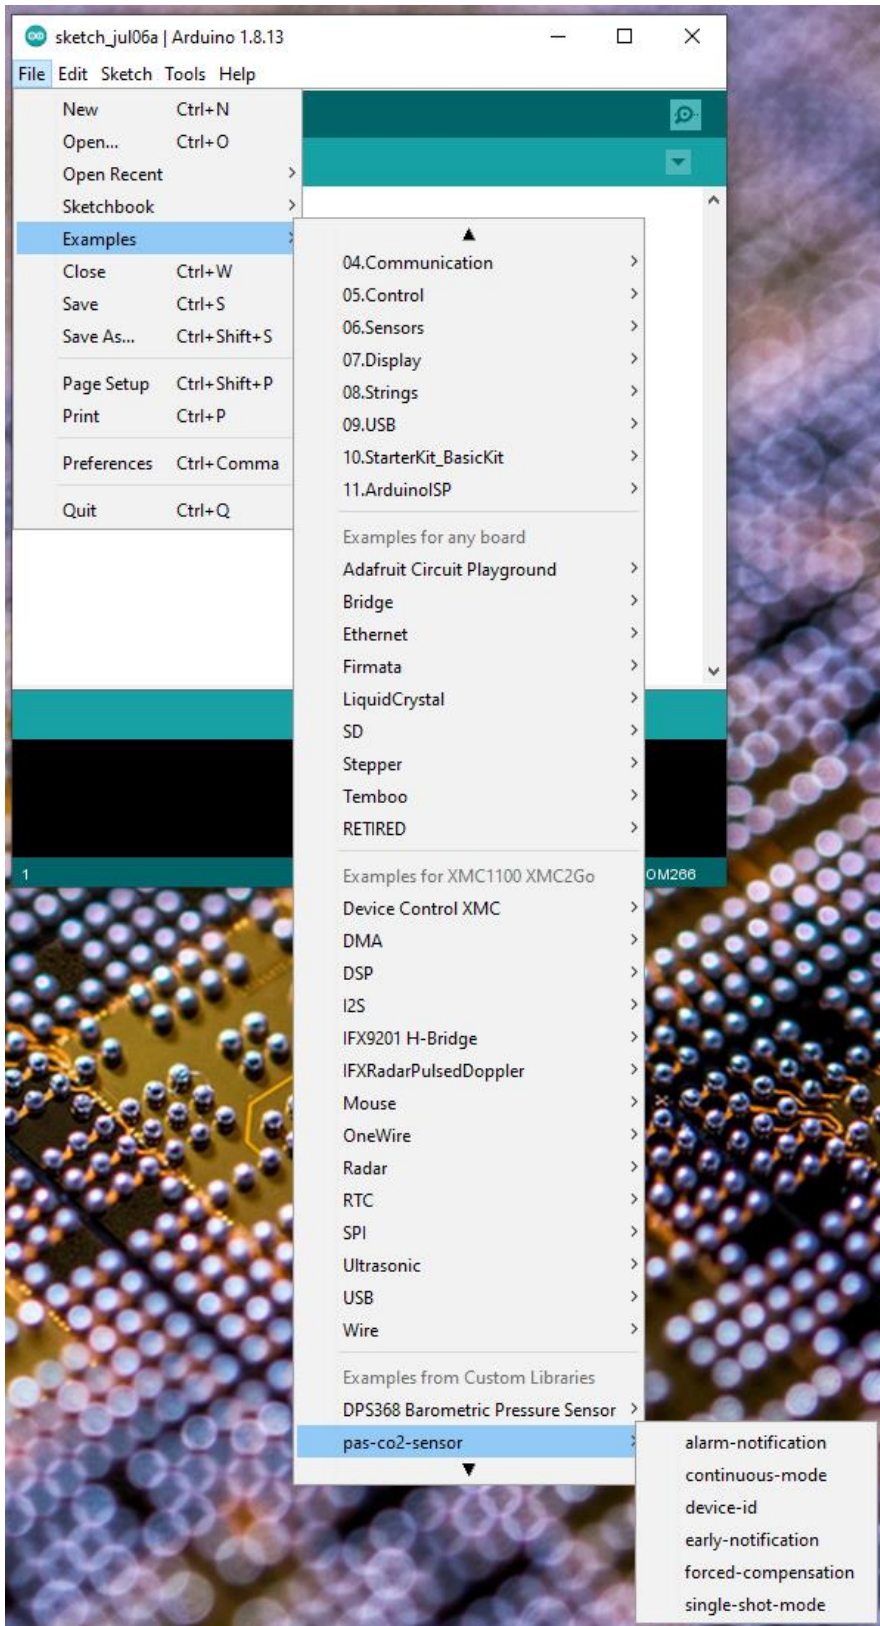 sketch_jul06a | Arduino 1.8.13
File Edit Sketch Tools Help
New Ctrl+N
Open... Ctrl+O
Open Recent
Sketchbook
Examples
Close Ctrl+W
Save Ctrl+S
Save As... Ctrl+Shift+S
Page Setup Ctrl+Shift+P
Print Ctrl+P
Preferences Ctrl+Comma
Quit Ctrl+Q
04.Communication
05.Control
06.Sensors
07.Display
08.Strings
09.USB
10.StarterKit_BasicKit
11.ArduinoISP
Examples for any board
Adafruit Circuit Playground
Bridge
Ethernet
Firmata
LiquidCrystal
SD
Stepper
Temboo
RETIRED
1
OM266
Examples for XMC1100 XMC2Go
Device Control XMC
DMA
DSP
I2S
IFX9201 H-Bridge
IFXRadarPulsedDoppler
Mouse
OneWire
Radar
RTC
SPI
Ultrasonic
USB
Wire
Examples from Custom Libraries
DPS368 Barometric Pressure Sensor
pas-co2-sensor
alarm-notification
continuous-mode
device-id
early-notification
forced-compensation
single-shot-mode